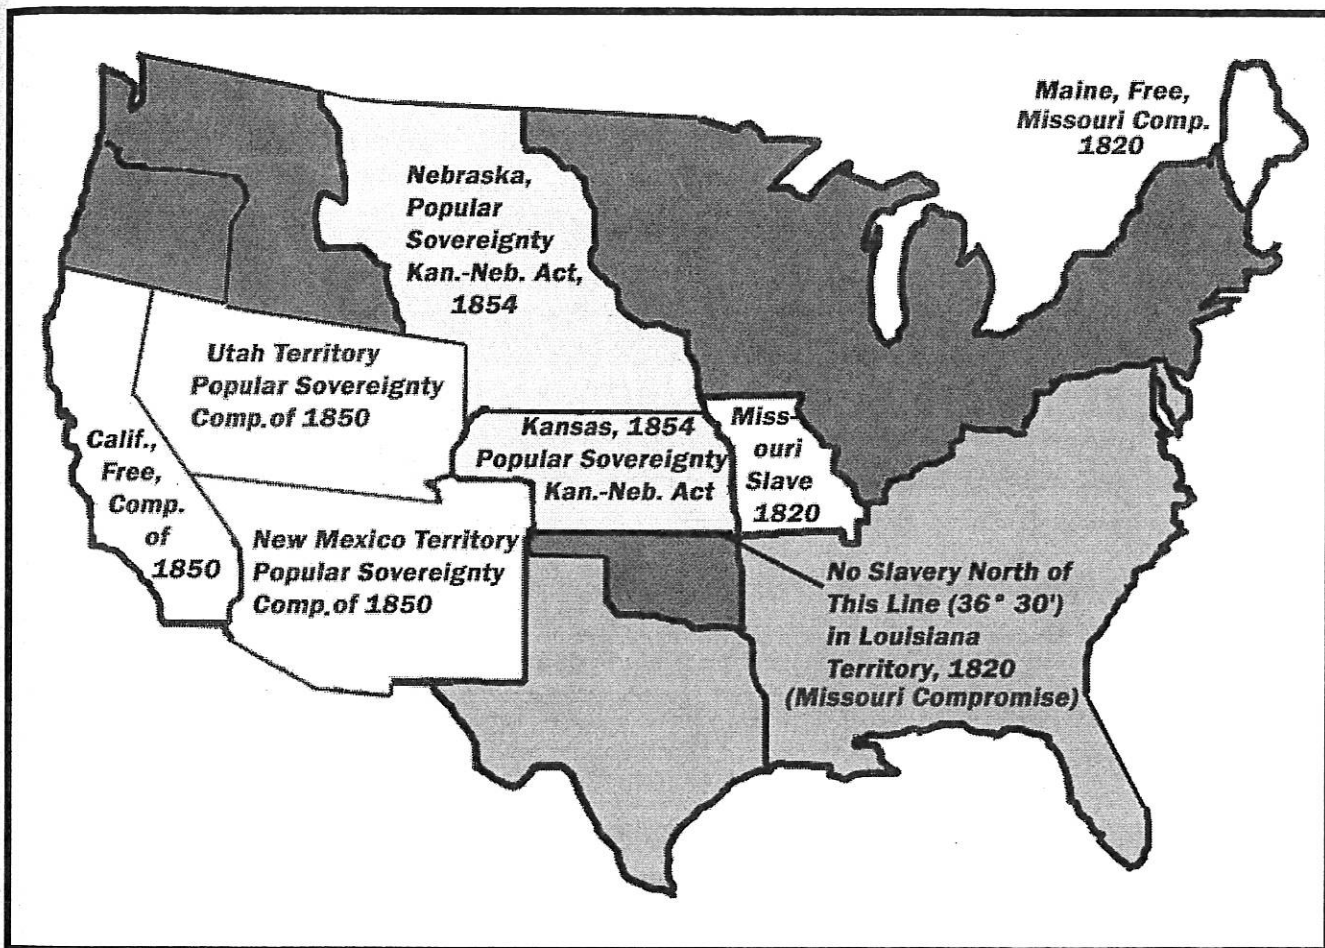 Maine, Free,
Missouri Comp.
1820
Nebraska,
Popular
Sovereignty
Kan.-Neb. Act,
1854
Utah Territory
Popular Sovereignty
Comp.of 1850
Calif.,
Free,
Comp.
of
1850
Kansas, 1854
Popular Sovereignty
Kan.-Neb. Act
Miss-
ouri
Slave
1820
New Mexico Territory
Popular Sovereignty
Comp.of 1850
No Slavery North of
This Line (36° 30')
in Louisiana
Territory, 1820
(Missouri Compromise)